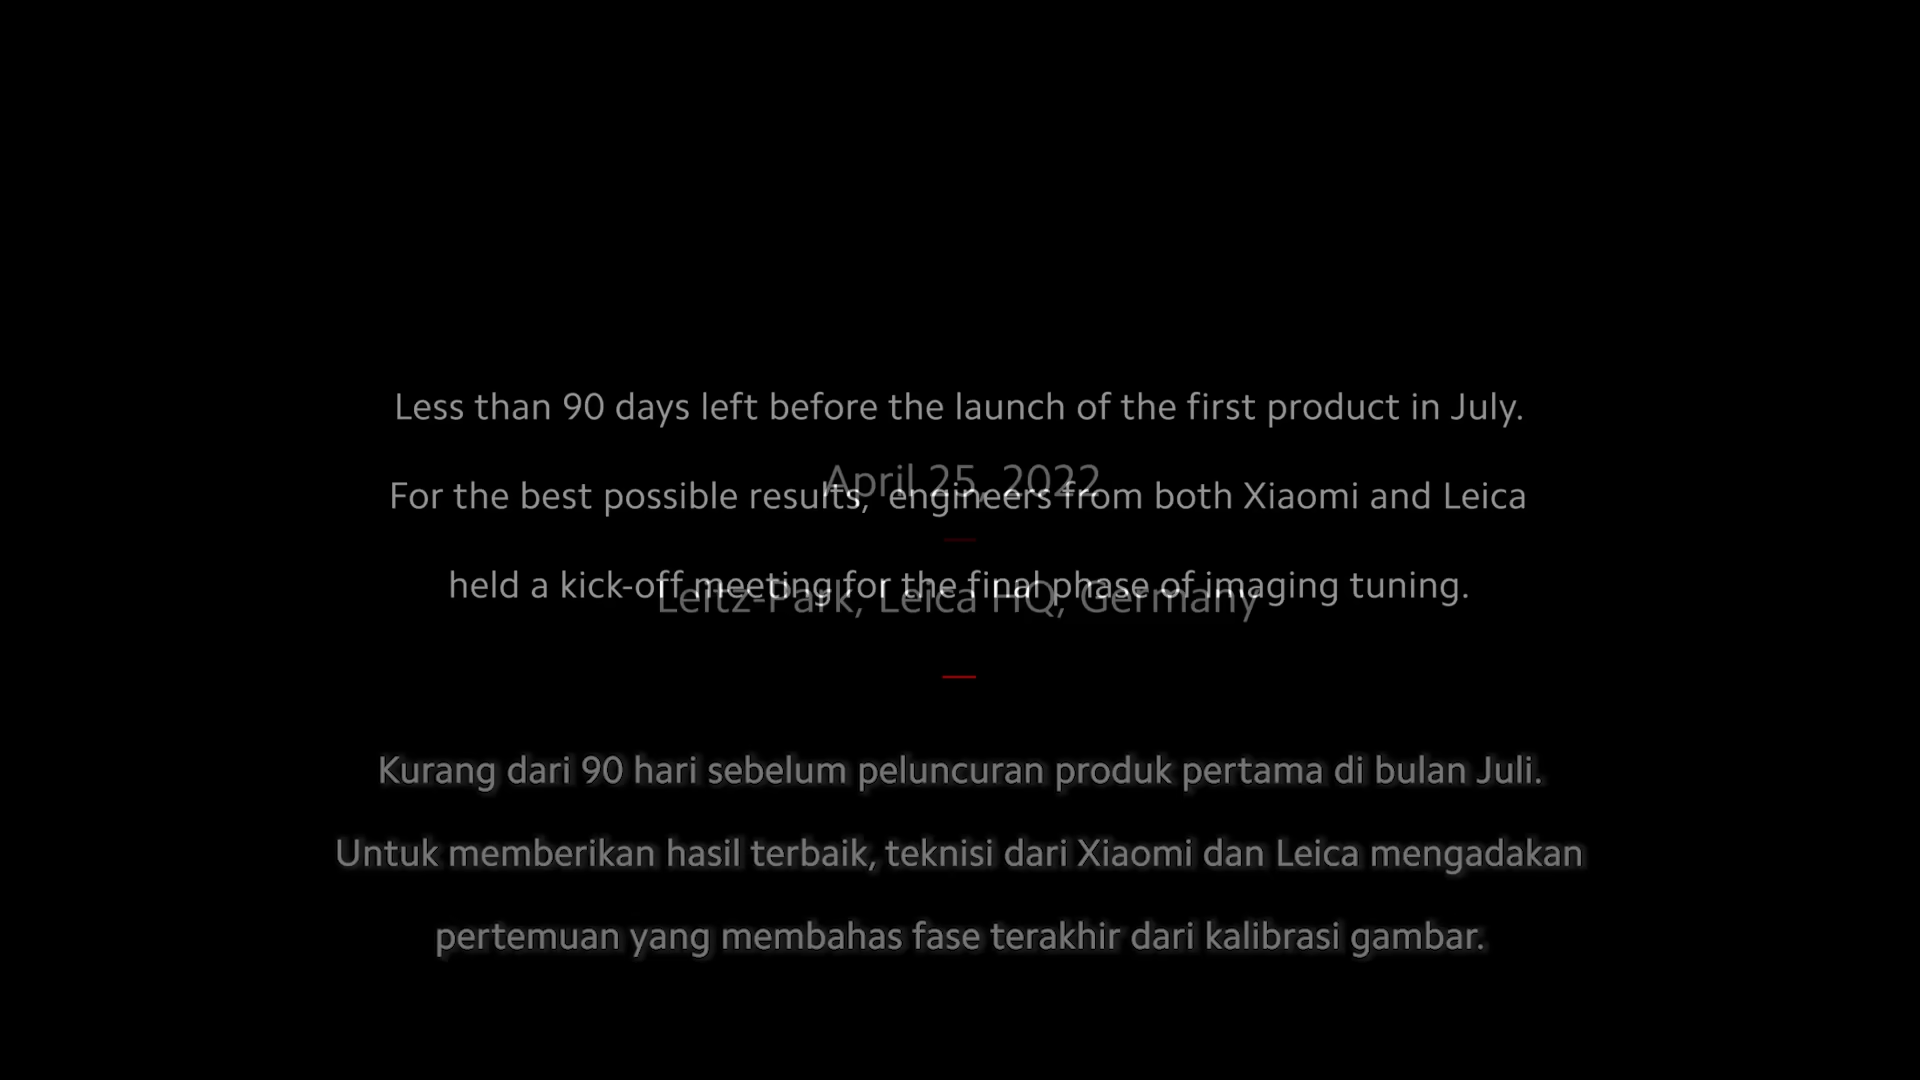 Less than 90 days left before the launch of the first product in July.
April 25, 2022
For the best possible results, engineers from both Xiaomi and Leica
held a kick-off meeting for the final phase of imaging tuning.
Leitz-Park, Leica HQ, Germany
Kurang dari 90 hari sebelum peluncuran produk pertama di bulan Juli.
Untuk memberikan hasil terbaik, teknisi dari Xiaomi dan Leica mengadakan
pertemuan yang membahas fase terakhir dari kalibrasi gambar.